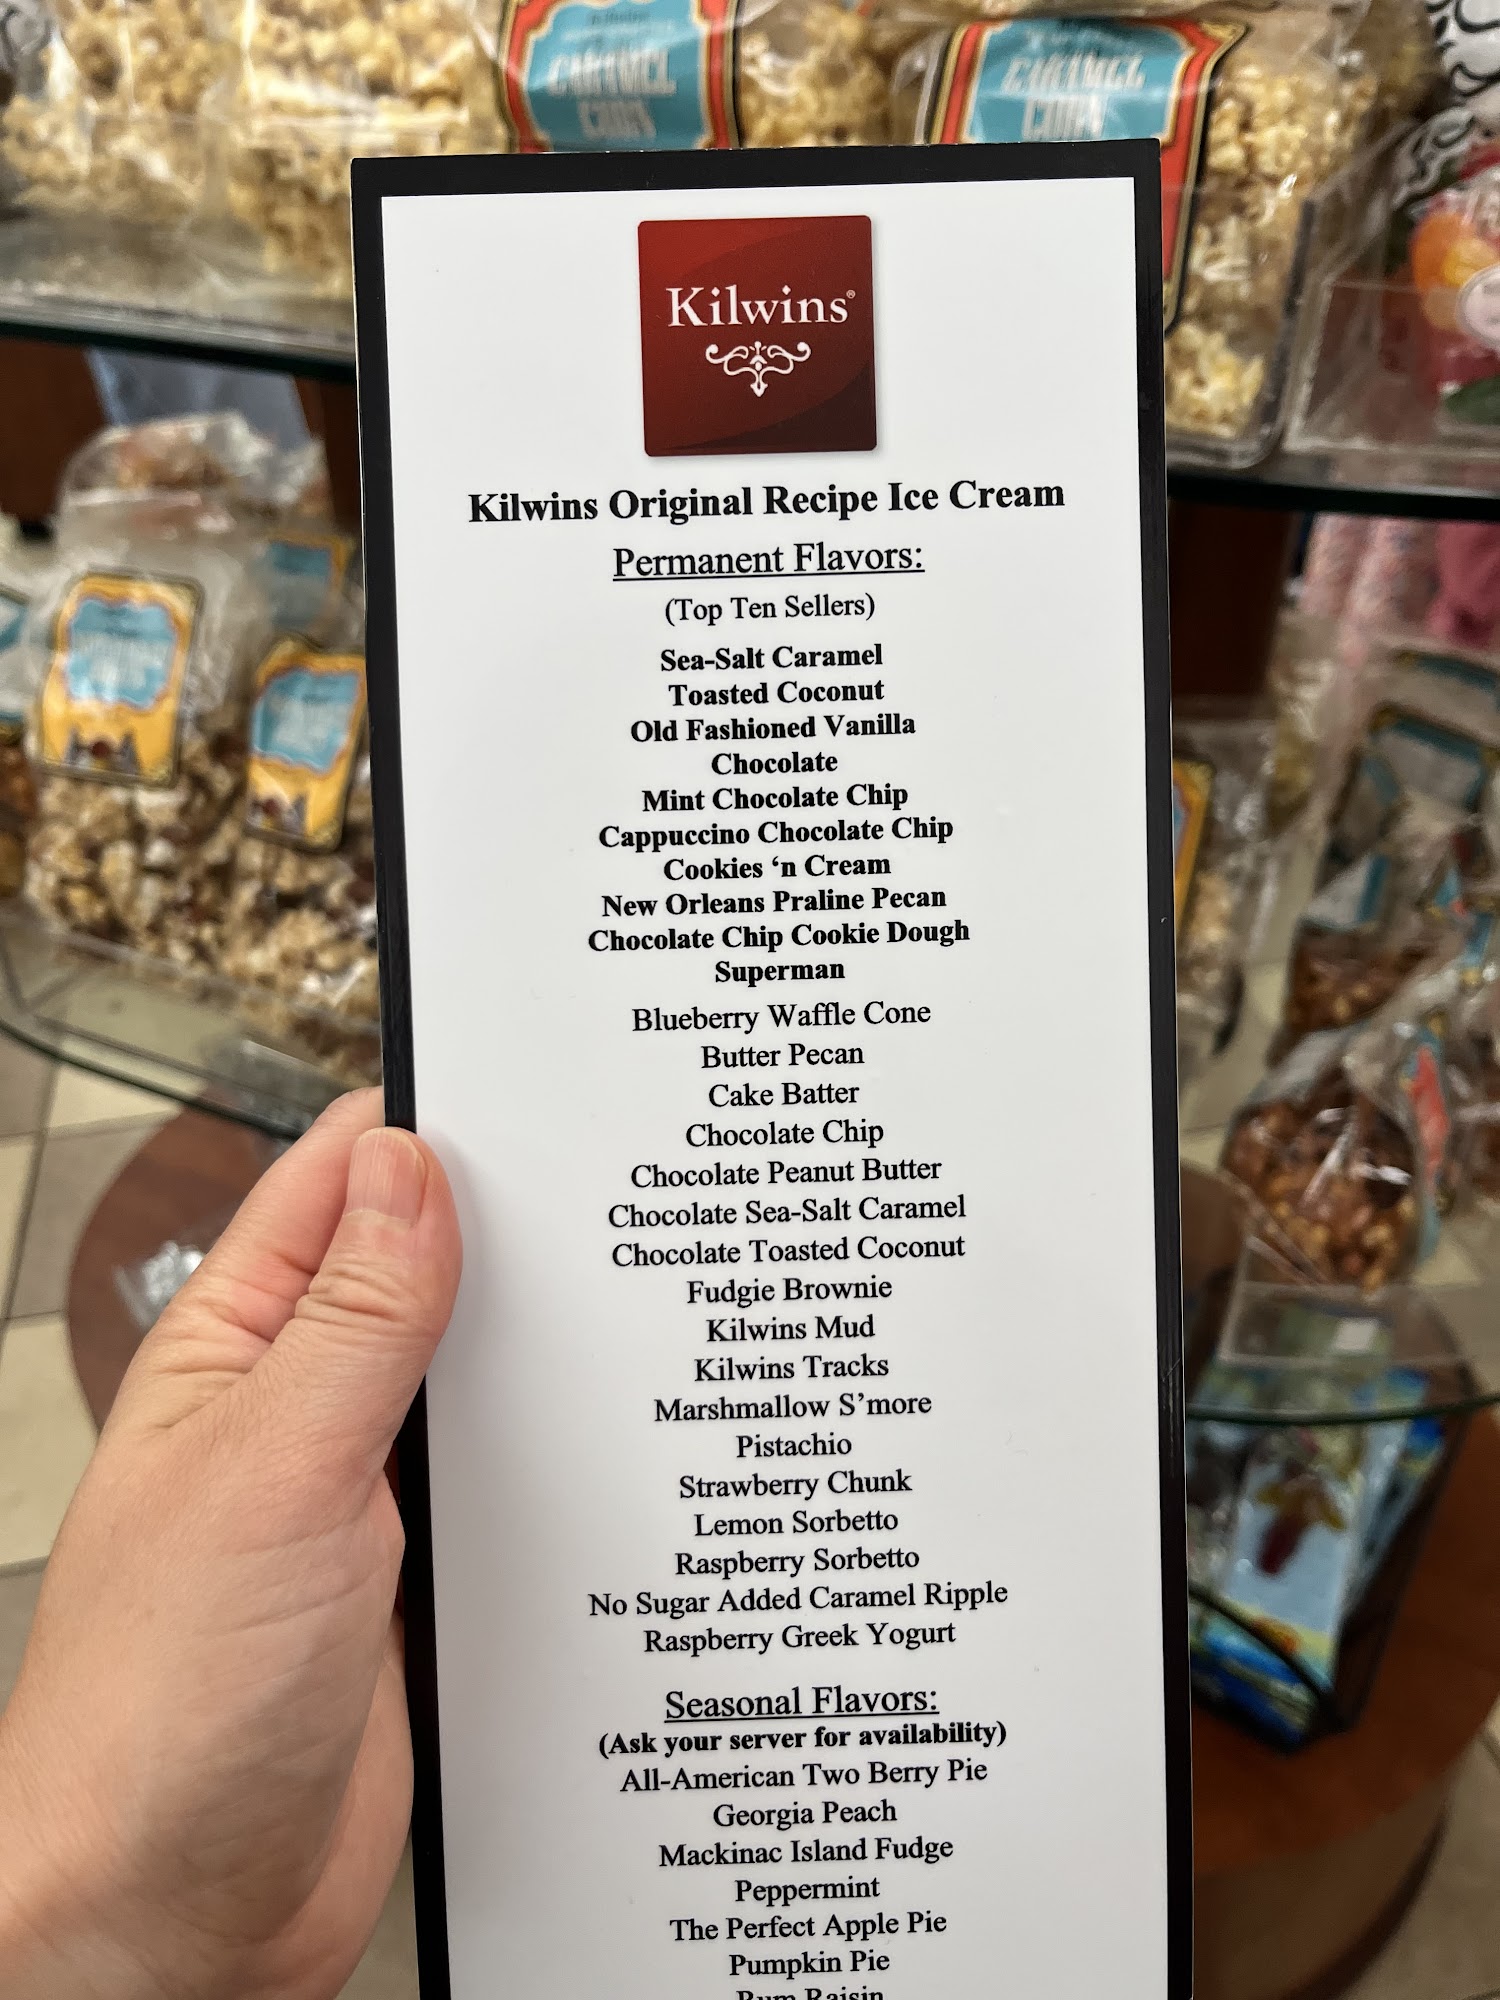 CARAMEL
CORN
CARAMEL
CORN
Kilwins®
Kilwins Original Recipe Ice Cream
Permanent Flavors:
(Top Ten Sellers)
Sea-Salt Caramel
Toasted Coconut
Old Fashioned Vanilla
Chocolate
Mint Chocolate Chip
Cappuccino Chocolate Chip
Cookies ‘n Cream
New Orleans Praline Pecan
Chocolate Chip Cookie Dough
Superman
Blueberry Waffle Cone
Butter Pecan
Cake Batter
Chocolate Chip
Chocolate Peanut Butter
Chocolate Sea-Salt Caramel
Chocolate Toasted Coconut
Fudgie Brownie
Kilwins Mud
Kilwins Tracks
Marshmallow S’more
Pistachio
Strawberry Chunk
Lemon Sorbetto
Raspberry Sorbetto
No Sugar Added Caramel Ripple
Raspberry Greek Yogurt
Seasonal Flavors:
(Ask your server for availability)
All-American Two Berry Pie
Georgia Peach
Mackinac Island Fudge
Peppermint
The Perfect Apple Pie
Pumpkin Pie
Rum Raisin